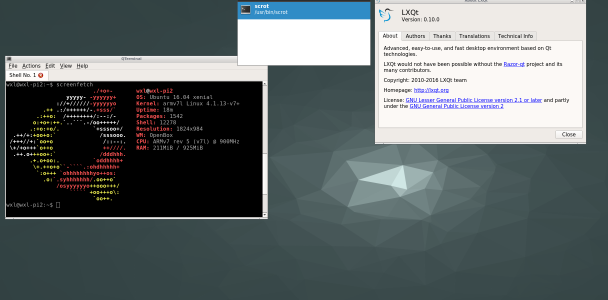 scrot
/usr/bin/scrot
LXQt
Version: 0.10.0
About Authors Thanks Translations Technical Info
Advanced, easy-to-use, and fast desktop environment based on Qt
technologies.
LXQt would not have been possible without the Razor-qt project and its
many contributors.
Copyright: 2010-2016 LXQt team
Homepage: http://lxqt.org
License: GNU Lesser General Public License version 2.1 or later and partly
under the GNU General Public License version 2
Close
QTerminal
File Actions Edit View Help
Shell No. 1
wxl@wxl-pi2:~$ screenfetch
wxl@wxl-pi2
OS: Ubuntu 16.04 xenial
Kernel: armv7l Linux 4.1.13-v7+
Uptime: 18m
Packages: 1542
Shell: 12278
Resolution: 1824x984
WM: OpenBox
CPU: ARMv7 rev 5 (v7l) @ 900MHz
RAM: 211MiB / 925MiB
wxl@wxl-pi2:~$